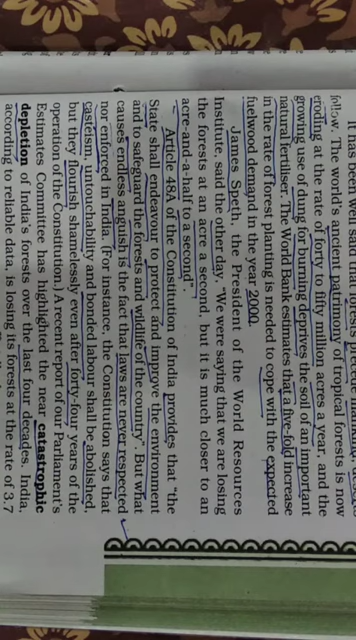 It has been well said that forests
follow. The world's ancient patrimony of tropical forests is now
eroding at the rate of forty to fifty million acres a year, and the
growing use of dung for burning deprives the soil of an important
natural fertiliser. The World Bank estimates that a five-fold increase
in the rate of forest planting is needed to cope with the expected
fuelwood demand in the year 2000.
James Speth, the President of the World Resources
Institute, said the other day, "We were saying that we are losing
the forests at an acre a second, but it is much closer to an
acre-and-a-half to a second".
Article 48A of the Constitution of India provides that "the
State shall endeavour to protect and improve the environment
and to safeguard the forests and wildlife of the country". But what
causes endless anguish is the fact that laws are never respected
nor enforced in India. (For instance, the Constitution says that
casteism, untouchability and bonded labour shall be abolished,
but they flourish shamelessly even after forty-four years of the
operation of the Constitution.) A recent report of our Parliament's
Estimates Committee has highlighted the near catastrophic
depletion of India's forests over the last four decades. India,
according to reliable data, is losing its forests at the rate of 3.7